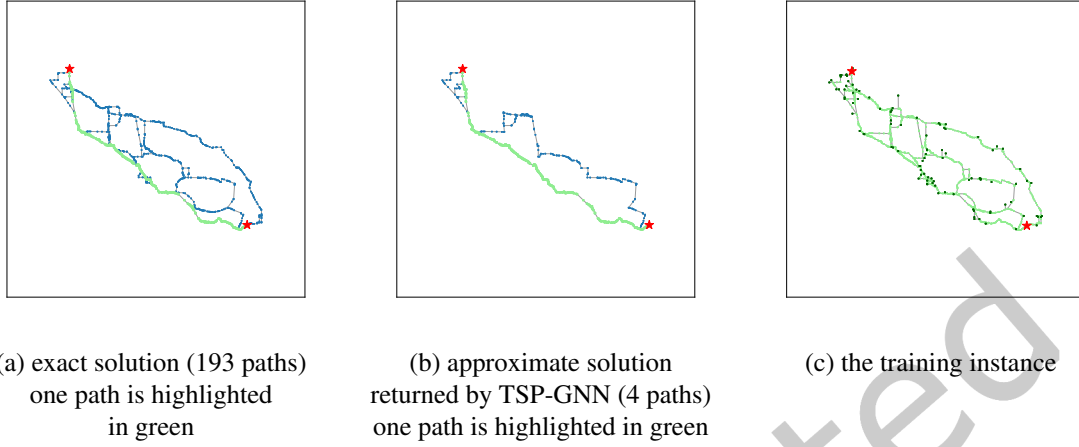 (a) exact solution (193 paths)
one path is highlighted
in green
(b) approximate solution
returned by TSP-GNN (4 paths)
one path is highlighted in green
(c) the training instance
ted